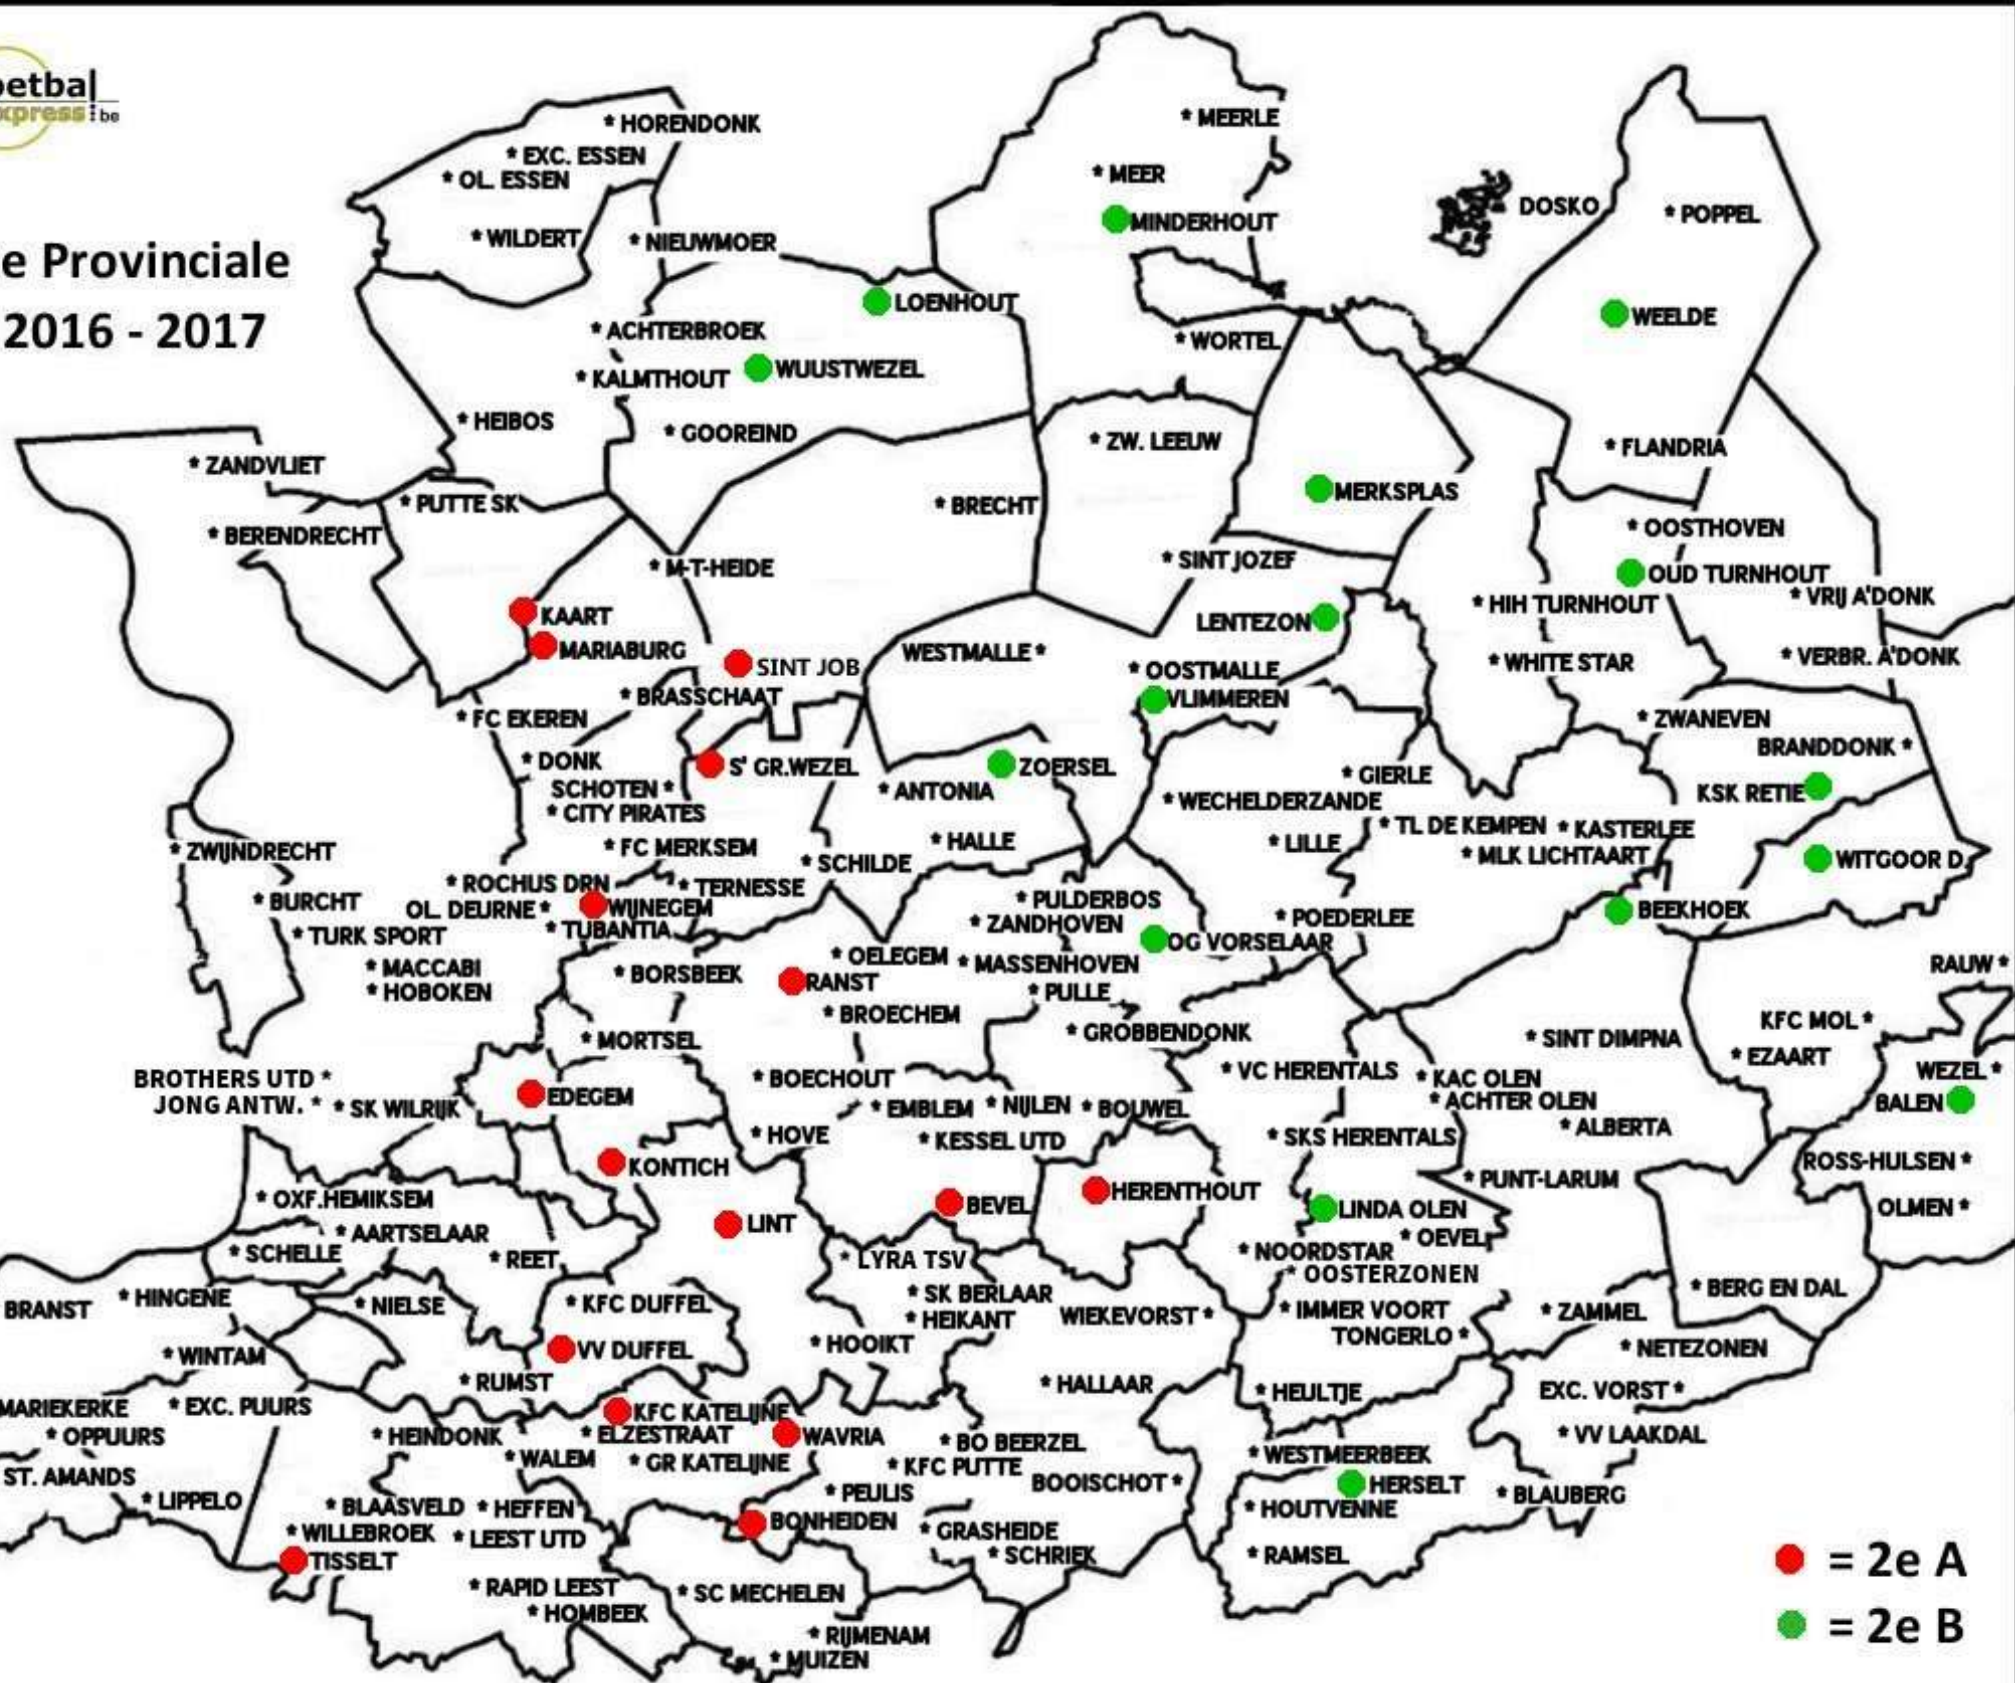 oetbal
xpress.be
e Provinciale
2016 - 2017
* HORENDONK
* EXC. ESSEN
* OL. ESSEN
* WILDERT
* NIEUWMOER
* MEERLE
* MEER
MINDERHOUT
DOSKO
* POPPEL
LOENHOUT
WEELDE
* ACHTERBROEK
* WORTEL
* KALMTHOUT
WUUSTWEZEL
* HEIBOS
* GOOREIND
* ZW. LEEUW
* FLANDRIA
* ZANDVLIET
* PUTTE SK
* BRECHT
MERKSPLAS
* BERENDRECHT
* OOSTHOVEN
* M-T-HEIDE
* SINT JOZEF
OUD TURNHOUT
* VRIJ A'DONK
KAART
LENTEZON
* HIH TURNHOUT
MARIABURG
SINT JOB
WESTMALLE *
* OOSTMALLE
* WHITE STAR
* VERBR. A'DONK
* BRASSCHAAT
VLIMMEREN
* FC EKEREN
* ZWANEVEN
BRANDDONK *
* DONK
S' GR.WEZEL
ZOERSEL
* GIERLE
SCHOTEN *
* ANTONIA
* WECHELDERZANDE
KSK RETIE
* CITY PIRATES
* TL DE KEMPEN
* KASTERLEE
* ZWIJNDRECHT
* FC MERKSEM
* SCHILDE
* HALLE
* LILLE
* MLK LICHTAART
WITGOOR D.
* ROCHUS DRN
* TERNESSE
* BURCHT
OL. DEURNE *
WIJNEGEM
* PULDERBOS
* POEDERLEE
BEEKHOEK
* TURK SPORT
* TUBANTIA
* ZANDHOVEN
OG VORSELAAR
* MACCABI
* BORSBEEK
* OELEGEM
* MASSENHOVEN
RAUW *
* HOBOKEN
RANST
* PULLE
* BROECHEM
* GROBBENDONK
KFC MOL *
* MORTSEL
* SINT DIMPNA
* EZAART
BROTHERS UTD *
* BOECHOUT
* VC HERENTALS
* KAC OLEN
WEZEL *
JONG ANTW. *
* SK WILRIJK
EDEGEM
* EMBLEM
* NIJLEN
* BOUWEL
* ACHTER OLEN
BALEN
* HOVE
* KESSEL UTD
* SKS HERENTALS
* ALBERTA
KONTICH
ROSS-HULSEN *
* OXF.HEMIKSEM
BEVEL
HERENTHOUT
* PUNT-LARUM
LINDA OLEN
OLMEN *
* AARTSELAAR
LINT
* OEVEL
* SCHELLE
* REET
* LYRA TSV
* NOORDSTAR
* OOSTERZONEN
BRANST
* HINGENE
* NIELSE
* KFC DUFFEL
* SK BERLAAR
* BERG EN DAL
* HEIKANT
WIEKEVORST *
* IMMER VOORT
* ZAMMEL
* WINTAM
VV DUFFEL
* HOOIKT
TONGERLO *
* NETEZONEN
* RUMST
* HALLAAR
* HEULTJE
EXC. VORST *
MARIEKERKE
* EXC. PUURS
KFC KATELIJNE
* OPPUURS
* HEINDONK
* ELZESTRAAT
WAVRIA
* BO BEERZEL
* VV LAAKDAL
ST. AMANDS
* WALEM
* GR KATELIJNE
* KFC PUTTE
* WESTMEERBEEK
BOOISCHOT *
HERSELT
* LIPPELO
* BLAASVELD
* HEFFEN
* PEULIS
* HOUTVENNE
* BLAUBERG
* WILLEBROEK
* LEEST UTD
BONHEIDEN
* GRASHEIDE
TISSELT
* SCHRIEK
* RAMSEL
= 2e A
* RAPID LEEST
* SC MECHELEN
* HOMBEEK
* RIJMENAM
= 2e B
* MUIZEN